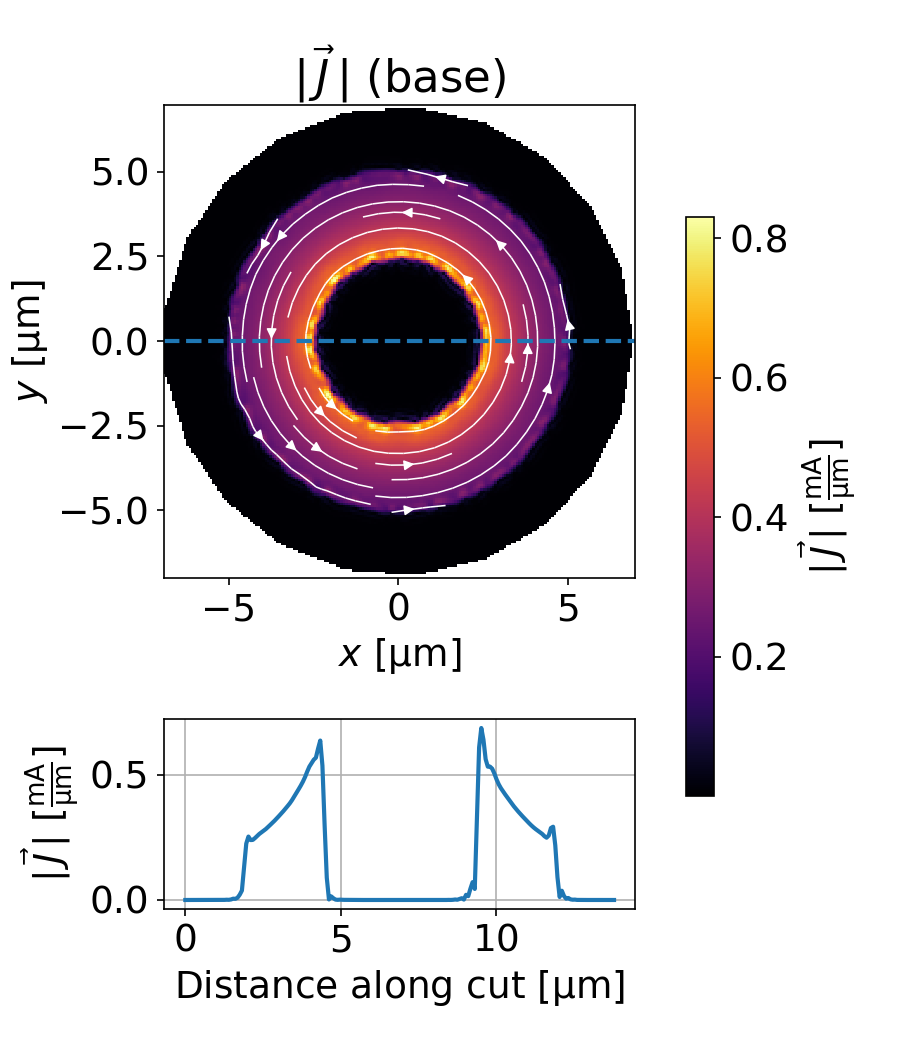 |J⃗| (base)
5.0
2.5
0.0
−2.5
−5.0
y [µm]
−5 0 5
x [µm]
0.8
0.6
0.4
0.2
|J⃗| [mA/µm]
0.5
0.0
|J⃗| [mA/µm]
0 5 10
Distance along cut [µm]